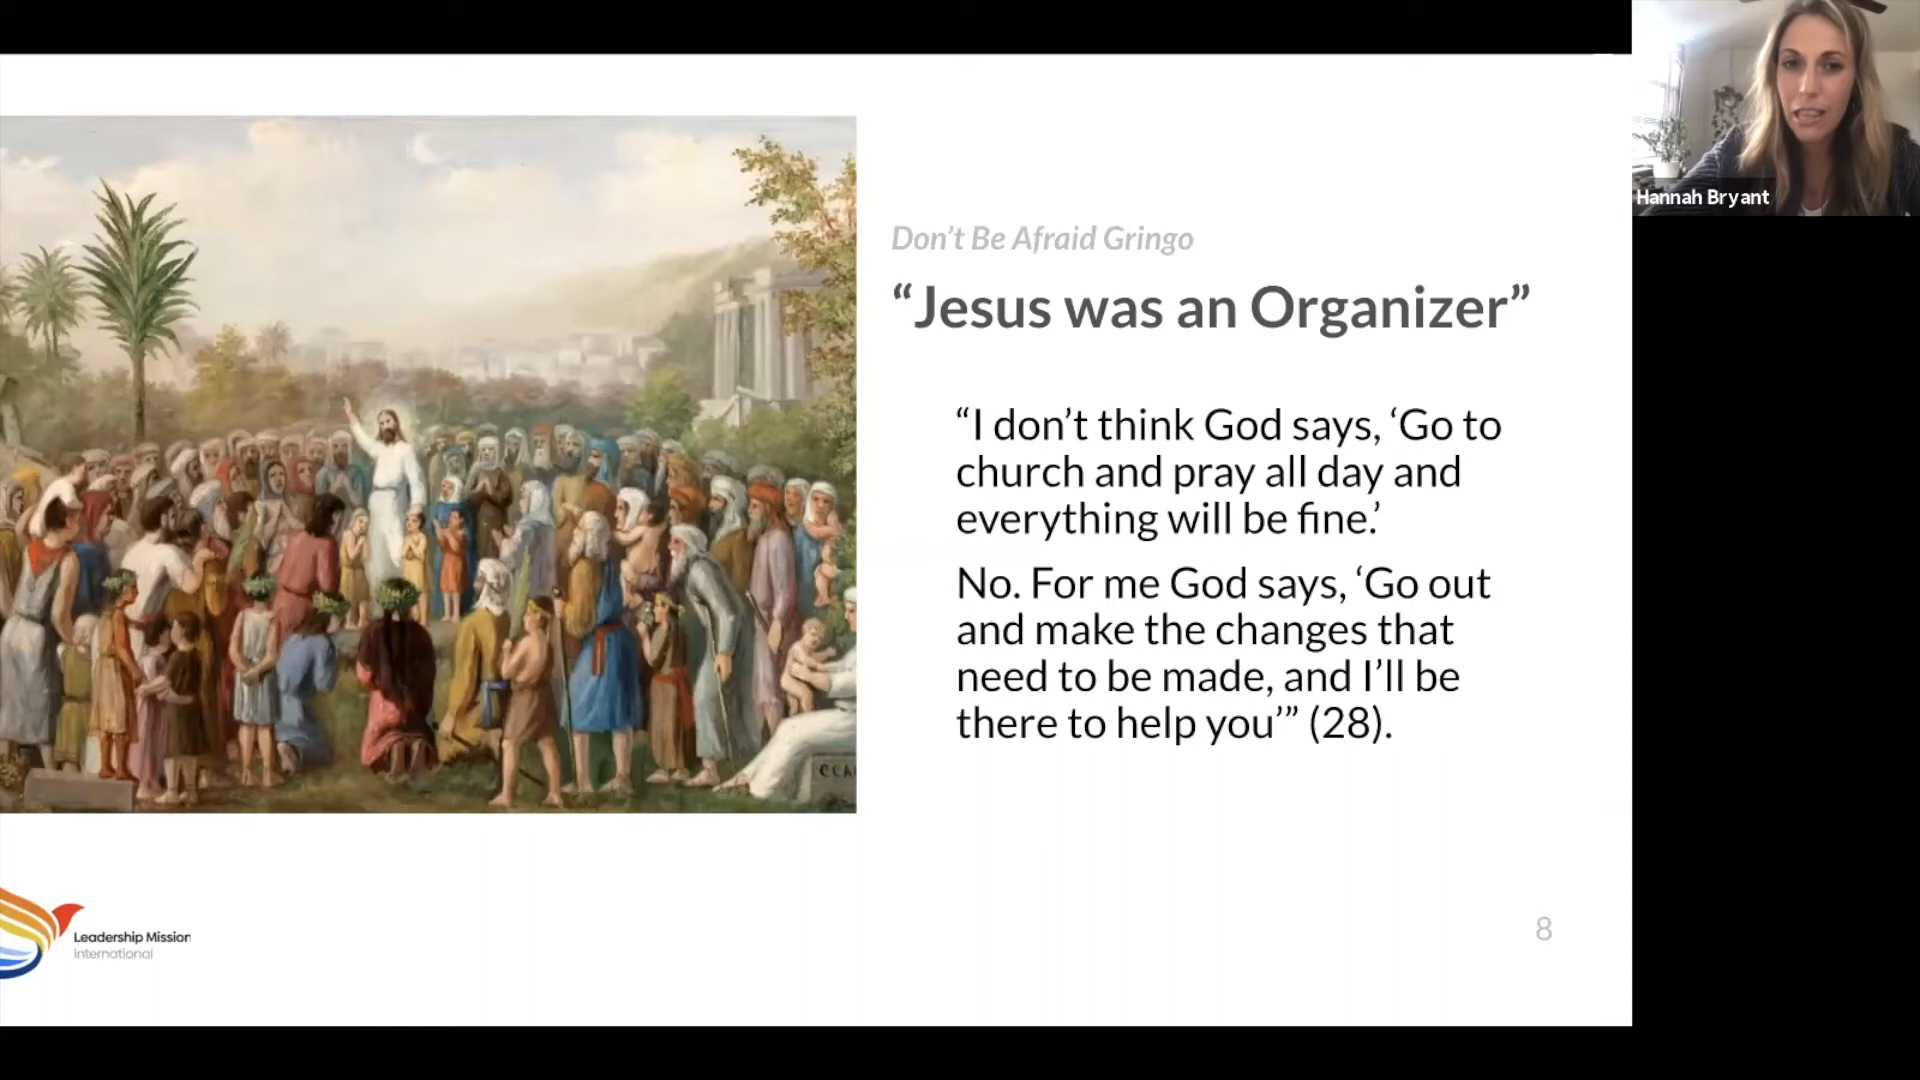 Hannah Bryant
Don’t Be Afraid Gringo
“Jesus was an Organizer”
“I don’t think God says, ‘Go to
church and pray all day and
everything will be fine.’
No. For me God says, ‘Go out
and make the changes that
need to be made, and I’ll be
there to help you’” (28).
Leadership Mission
International
8